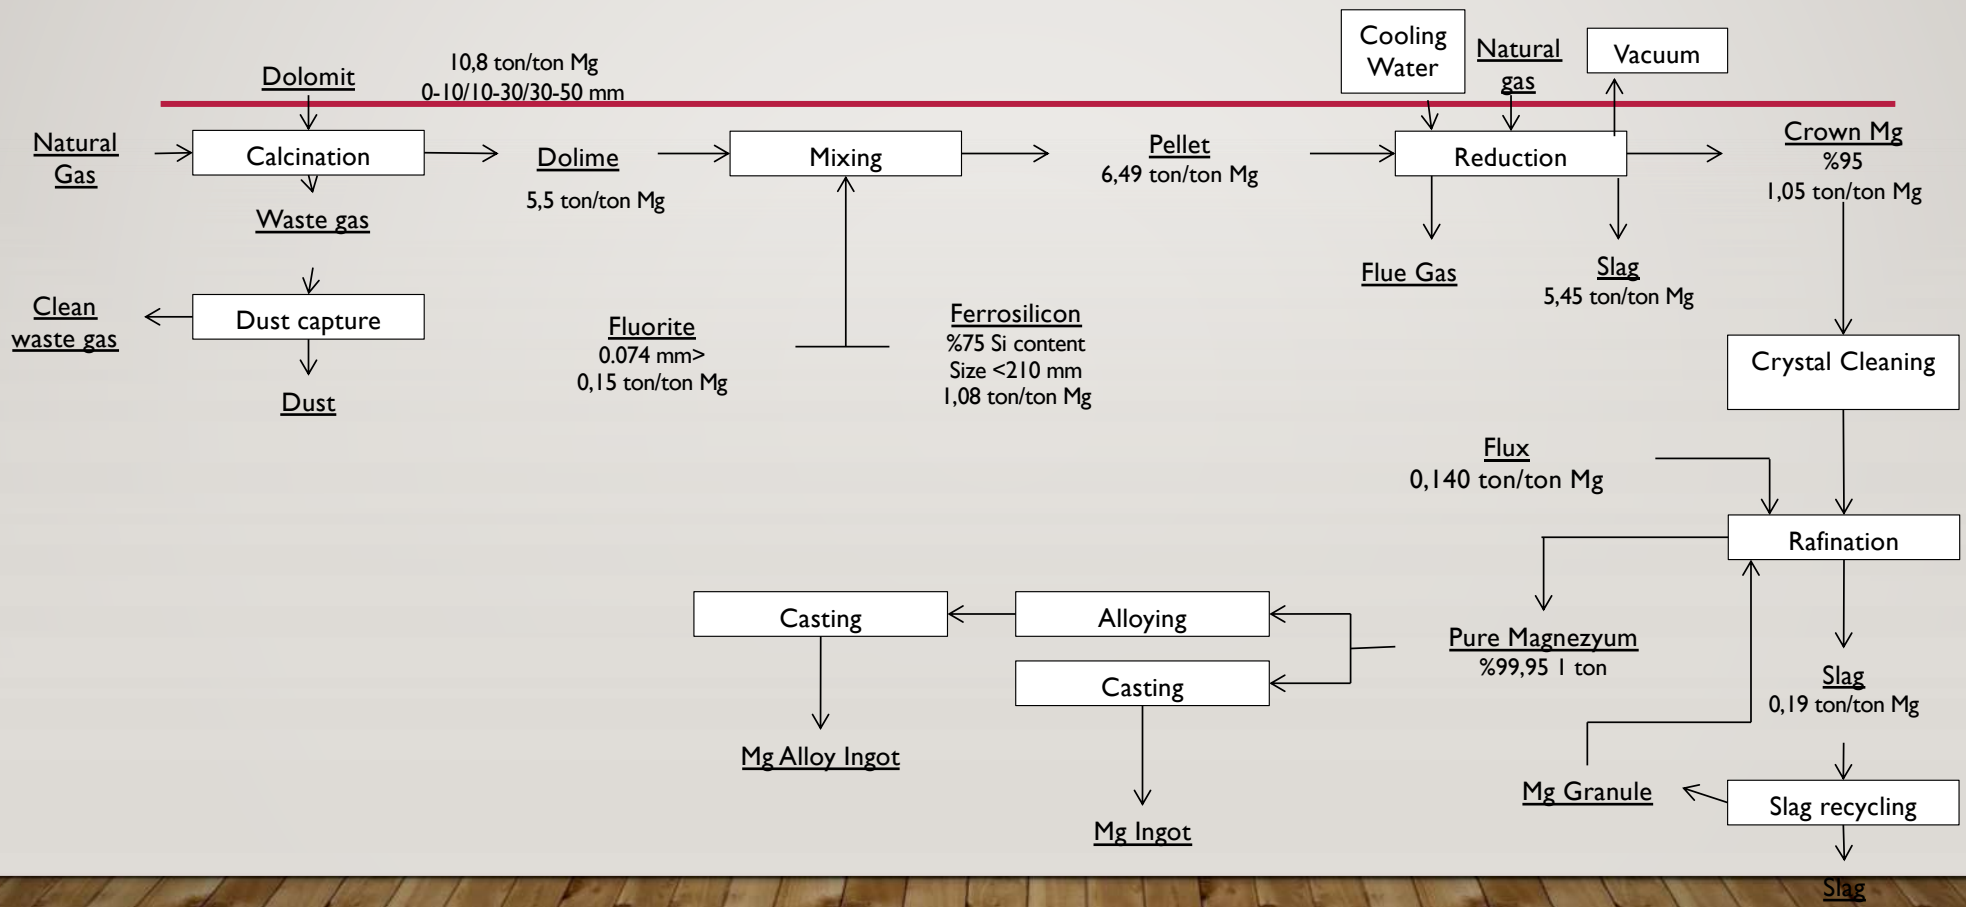 Dolomit
10,8 ton/ton Mg
0-10/10-30/30-50 mm
Natural
Gas
Calcination
Dolime
5,5 ton/ton Mg
Mixing
Pellet
6,49 ton/ton Mg
Cooling
Water
Natural
gas
Vacuum
Reduction
Crown Mg
%95
1,05 ton/ton Mg
Waste gas
Flue Gas
Slag
5,45 ton/ton Mg
Clean
waste gas
Dust capture
Dust
Fluorite
0.074 mm>
0,15 ton/ton Mg
Ferrosilicon
%75 Si content
Size <210 mm
1,08 ton/ton Mg
Crystal Cleaning
Flux
0,140 ton/ton Mg
Rafination
Casting
Alloying
Casting
Pure Magnezyum
%99,95 1 ton
Slag
0,19 ton/ton Mg
Mg Alloy Ingot
Mg Ingot
Mg Granule
Slag recycling
Slag